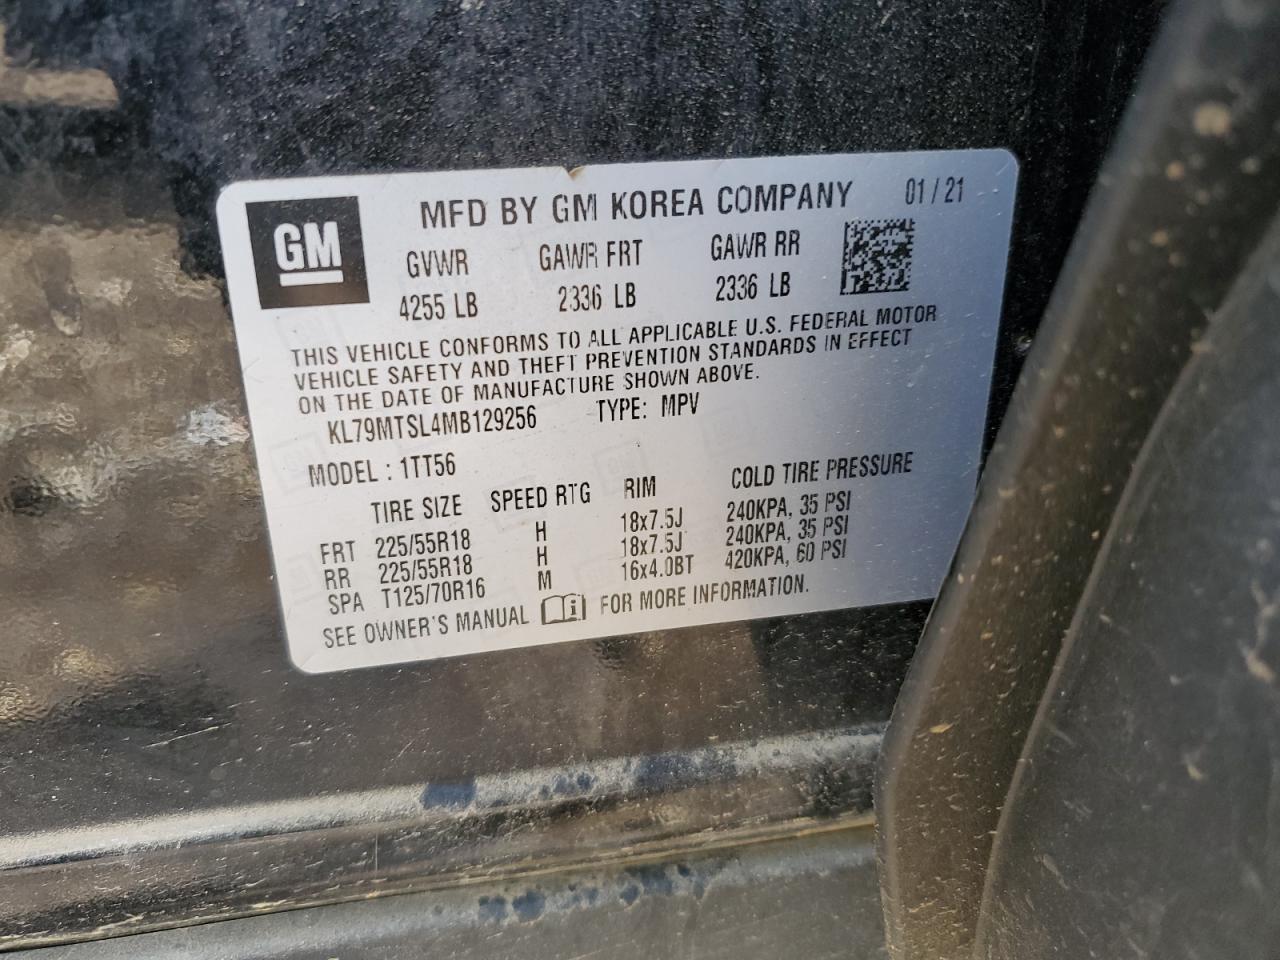 GM
MFD BY GM KOREA COMPANY 01 / 21
GVWR GAWR FRT GAWR RR
4255 LB 2336 LB 2336 LB
THIS VEHICLE CONFORMS TO ALL APPLICABLE U.S. FEDERAL MOTOR
VEHICLE SAFETY AND THEFT PREVENTION STANDARDS IN EFFECT
ON THE DATE OF MANUFACTURE SHOWN ABOVE.
KL79MTSL4MB129256 TYPE: MPV
MODEL : 1TT56
TIRE SIZE SPEED RTG RIM COLD TIRE PRESSURE
FRT 225/55R18 H 18x7.5J 240KPA, 35 PSI
RR 225/55R18 H 18x7.5J 240KPA, 35 PSI
SPA T125/70R16 M 16x4.0BT 420KPA, 60 PSI
SEE OWNER'S MANUAL FOR MORE INFORMATION.